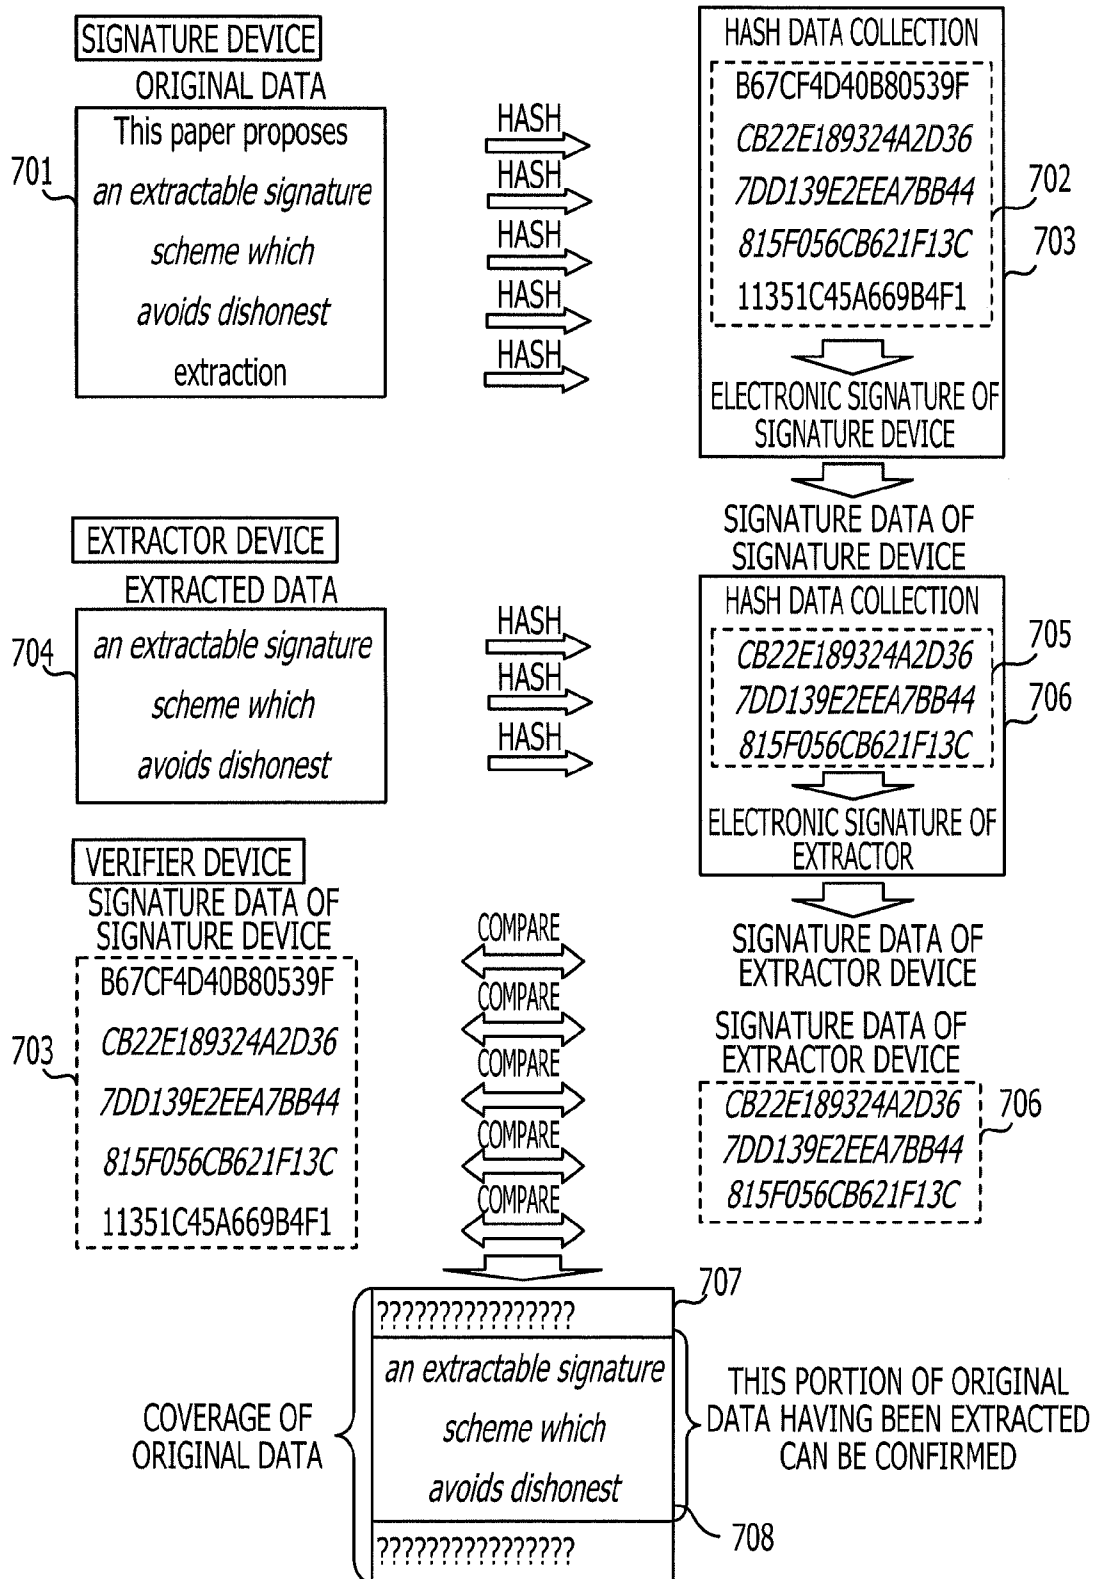 SIGNATURE DEVICE
ORIGINAL DATA
701
This paper proposes
an extractable signature
scheme which
avoids dishonest
extraction
HASH
HASH
HASH
HASH
HASH
HASH DATA COLLECTION
B67CF4D40B80539F
CB22E189324A2D36
7DD139E2EEA7BB44
815F056CB621F13C
11351C45A669B4F1
702
703
ELECTRONIC SIGNATURE OF
SIGNATURE DEVICE
SIGNATURE DATA OF
SIGNATURE DEVICE
EXTRACTOR DEVICE
EXTRACTED DATA
704
an extractable signature
scheme which
avoids dishonest
HASH
HASH
HASH
HASH DATA COLLECTION
CB22E189324A2D36
7DD139E2EEA7BB44
815F056CB621F13C
705
706
ELECTRONIC SIGNATURE OF
EXTRACTOR
SIGNATURE DATA OF
EXTRACTOR DEVICE
VERIFIER DEVICE
SIGNATURE DATA OF
SIGNATURE DEVICE
703
B67CF4D40B80539F
CB22E189324A2D36
7DD139E2EEA7BB44
815F056CB621F13C
11351C45A669B4F1
COMPARE
COMPARE
COMPARE
COMPARE
COMPARE
SIGNATURE DATA OF
EXTRACTOR DEVICE
CB22E189324A2D36
7DD139E2EEA7BB44
815F056CB621F13C
706
707
???????????????
an extractable signature
scheme which
avoids dishonest
???????????????
708
COVERAGE OF
ORIGINAL DATA
THIS PORTION OF ORIGINAL
DATA HAVING BEEN EXTRACTED
CAN BE CONFIRMED